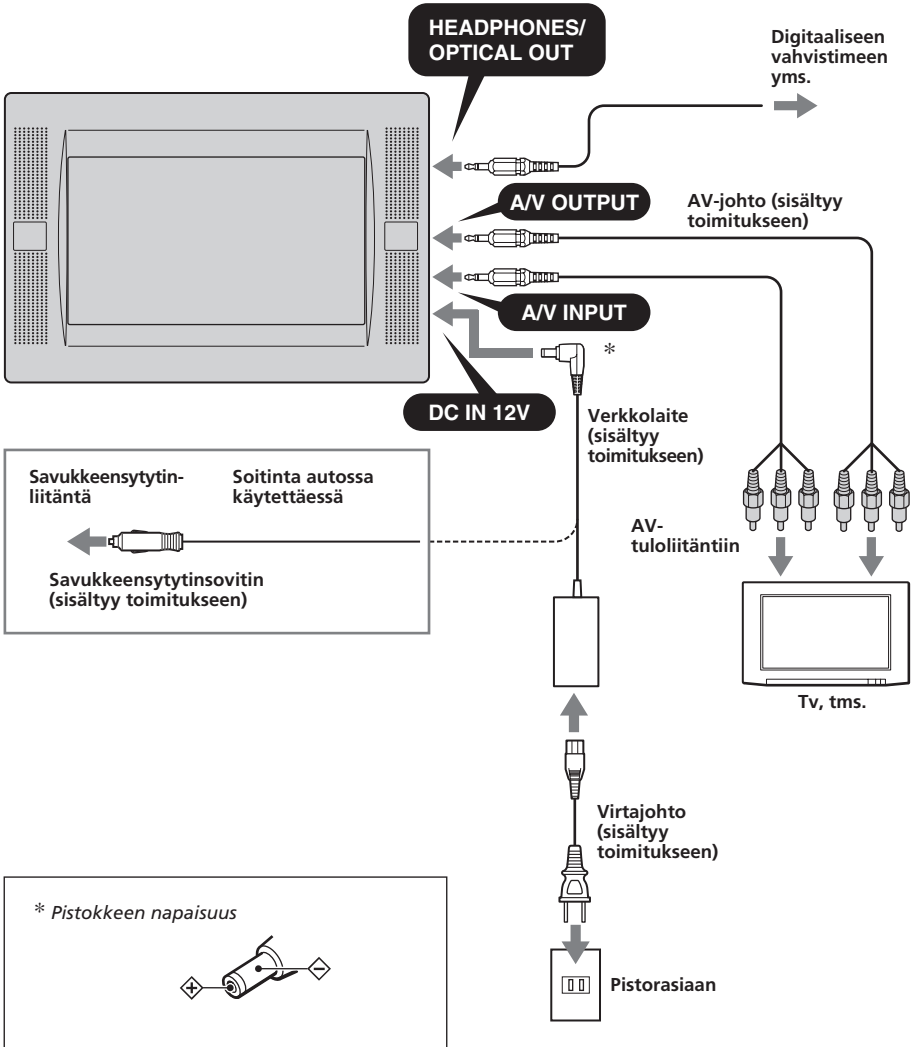 HEADPHONES/
OPTICAL OUT
Digitaaliseen
vahvistimeen
yms.
A/V OUTPUT
AV-johto (sisältyy
toimitukseen)
A/V INPUT
*
DC IN 12V
Verkkolaite
(sisältyy
toimitukseen)
Savukkeensytytin-
liitäntä
Soitinta autossa
käytettäessä
Savukkeensytytinsovitin
(sisältyy toimitukseen)
AV-
tuloliitäntiin
Tv, tms.
Virtajohto
(sisältyy
toimitukseen)
* Pistokkeen napaisuus
Pistorasiaan